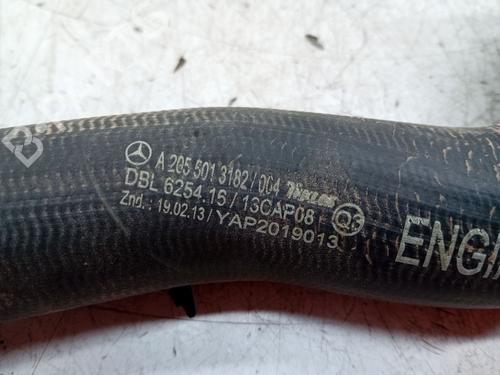 A 205 501 3182/004
DBL 6254.15/13CAP08
Znd.: 19.02.13/YAP2019013
ENGI